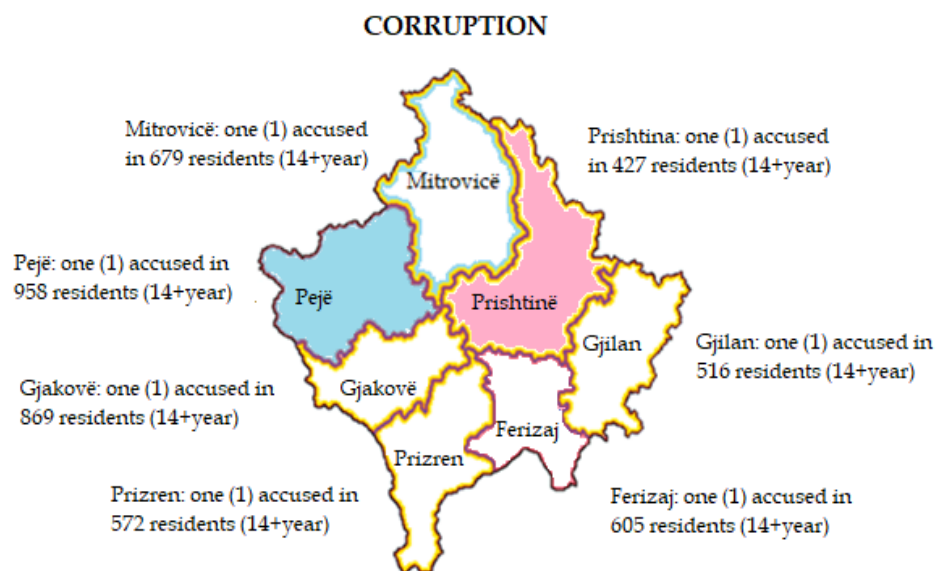 CORRUPTION
Mitrovicë: one (1) accused
in 679 residents (14+year)
Prishtina: one (1) accused
in 427 residents (14+year)
Mitrovicë
Pejë: one (1) accused in
958 residents (14+year)
Pejë
Prishtinë
Gjilan
Gjilan: one (1) accused in
516 residents (14+year)
Gjakovë: one (1) accused in
869 residents (14+year)
Gjakovë
Ferizaj
Prizren
Prizren: one (1) accused in
572 residents (14+year)
Ferizaj: one (1) accused in
605 residents (14+year)